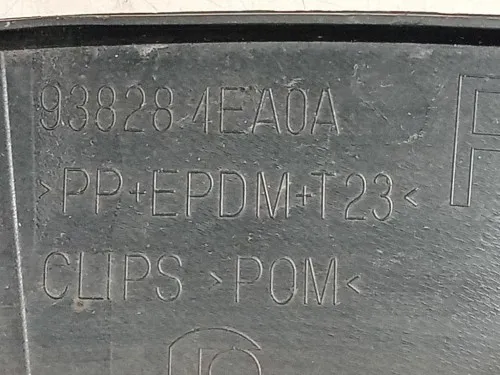 93828 4EA0A
>PP+EPDM+T23<
CLIPS >POM<